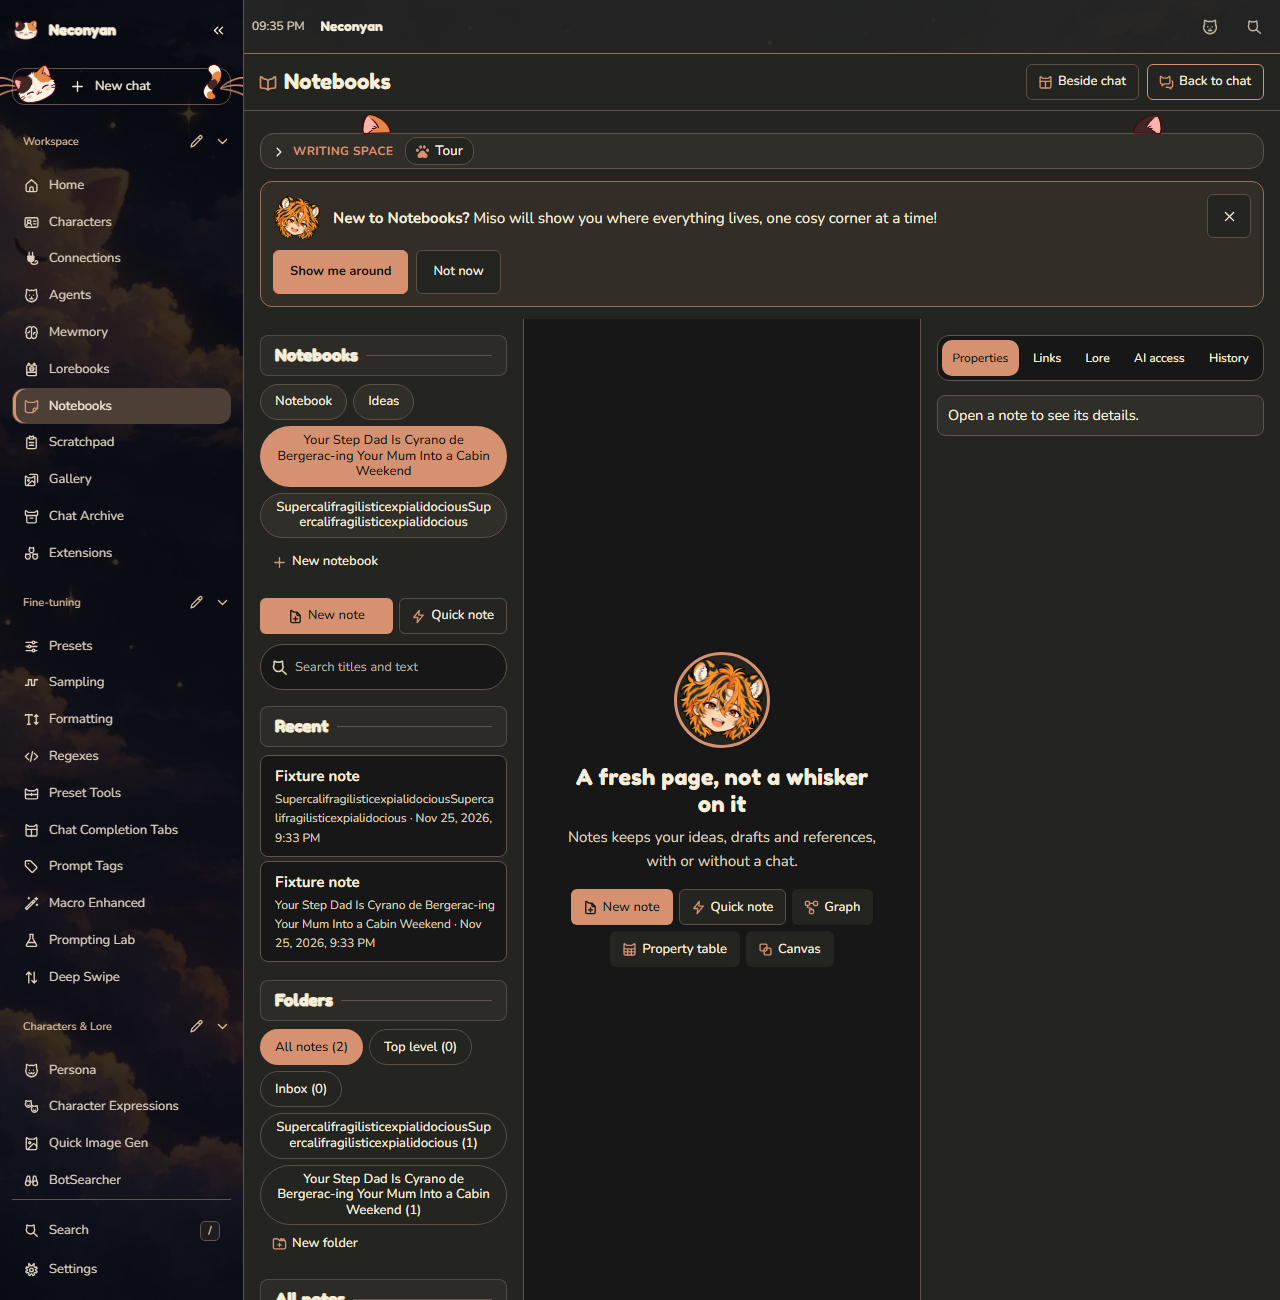 Neconyan
09:35 PM
Neconyan
New chat
Notebooks
Beside chat
Back to chat
Workspace
Home
Characters
Connections
Agents
Mewmory
Lorebooks
Notebooks
Scratchpad
Gallery
Chat Archive
Extensions
Fine-tuning
Presets
Sampling
Formatting
Regexes
Preset Tools
Chat Completion Tabs
Prompt Tags
Macro Enhanced
Prompting Lab
Deep Swipe
Characters & Lore
Persona
Character Expressions
Quick Image Gen
BotSearcher
Search
/
Settings
WRITING SPACE
Tour
New to Notebooks? Miso will show you where everything lives, one cosy corner at a time!
Show me around
Not now
Notebooks
Notebook
Ideas
Your Step Dad Is Cyrano de
Bergerac-ing Your Mum Into a Cabin
Weekend
SupercalifragilisticexpialidociousSup
ercalifragilisticexpialidocious
New notebook
New note
Quick note
Search titles and text
Recent
Fixture note
SupercalifragilisticexpialidociousSuperca
lifragilisticexpialidocious · Nov 25, 2026,
9:33 PM
Fixture note
Your Step Dad Is Cyrano de Bergerac-ing
Your Mum Into a Cabin Weekend · Nov
25, 2026, 9:33 PM
Folders
All notes (2)
Top level (0)
Inbox (0)
SupercalifragilisticexpialidociousSup
ercalifragilisticexpialidocious (1)
Your Step Dad Is Cyrano de
Bergerac-ing Your Mum Into a Cabin
Weekend (1)
New folder
All notes
A fresh page, not a whisker
on it
Notes keeps your ideas, drafts and references,
with or without a chat.
New note
Quick note
Graph
Property table
Canvas
Properties
Links
Lore
AI access
History
Open a note to see its details.